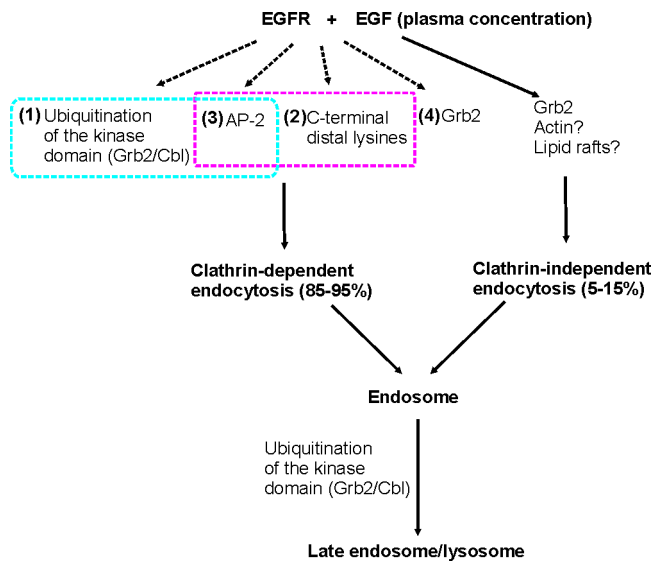 EGFR + EGF (plasma concentration)
(1) Ubiquitination
of the kinase
domain (Grb2/Cbl)
(3) AP-2
(2) C-terminal
distal lysines
(4) Grb2
Grb2
Actin?
Lipid rafts?
Clathrin-dependent
endocytosis (85-95%)
Clathrin-independent
endocytosis (5-15%)
Endosome
Ubiquitination
of the kinase
domain (Grb2/Cbl)
Late endosome/lysosome